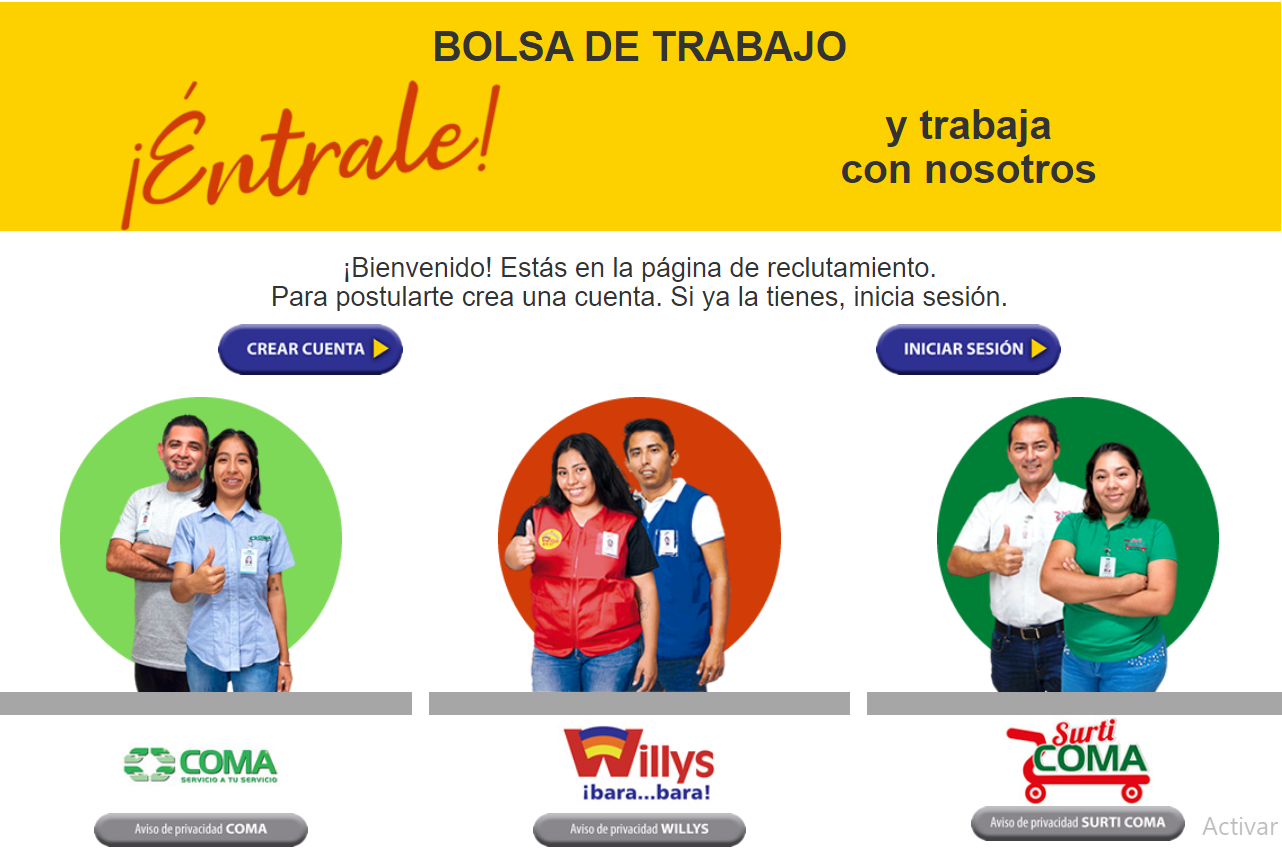 BOLSA DE TRABAJO
¡Éntrale!
y trabaja
con nosotros
¡Bienvenido! Estás en la página de reclutamiento.
Para postularte crea una cuenta. Si ya la tienes, inicia sesión.
CREAR CUENTA
INICIAR SESIÓN
COMA
SERVICIO A TU SERVICIO
Willys
¡bara...bara!
Surti
COMA
Aviso de privacidad COMA
Aviso de privacidad WILLYS
Aviso de privacidad SURTI COMA
Activar